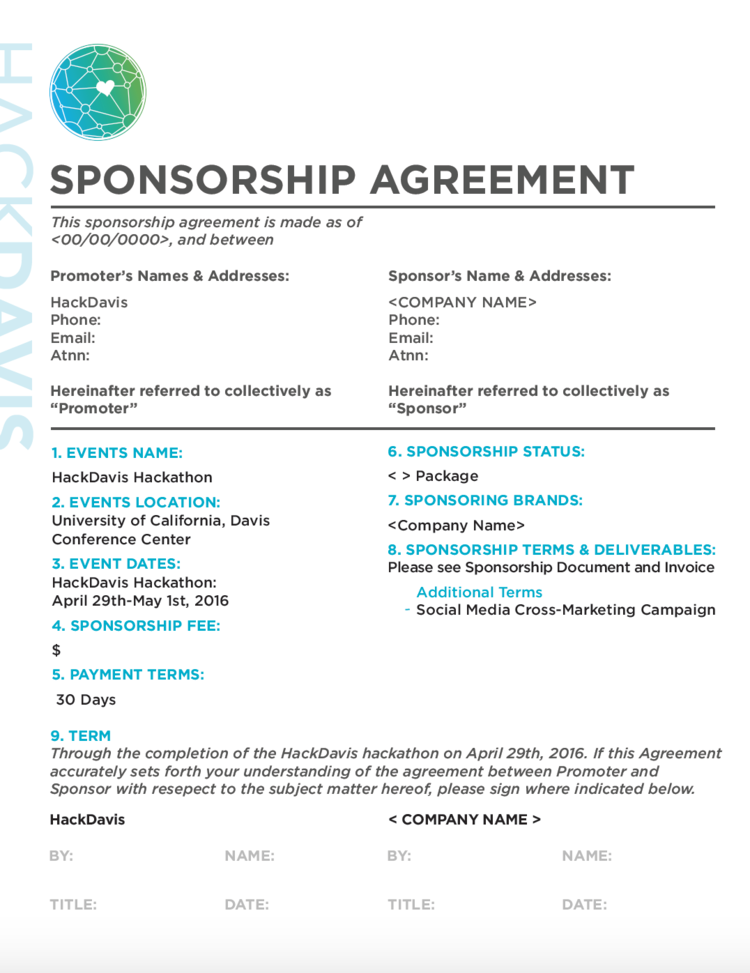 HACKDAVIS
SPONSORSHIP AGREEMENT
This sponsorship agreement is made as of
<00/00/0000>, and between
Promoter’s Names & Addresses:
HackDavis
Phone:
Email:
Atnn:
Hereinafter referred to collectively as
“Promoter”
Sponsor’s Name & Addresses:
<COMPANY NAME>
Phone:
Email:
Atnn:
Hereinafter referred to collectively as
“Sponsor”
1. EVENTS NAME:
HackDavis Hackathon
2. EVENTS LOCATION:
University of California, Davis
Conference Center
3. EVENT DATES:
HackDavis Hackathon:
April 29th-May 1st, 2016
4. SPONSORSHIP FEE:
$
5. PAYMENT TERMS:
30 Days
6. SPONSORSHIP STATUS:
< > Package
7. SPONSORING BRANDS:
<Company Name>
8. SPONSORSHIP TERMS & DELIVERABLES:
Please see Sponsorship Document and Invoice
Additional Terms
- Social Media Cross-Marketing Campaign
9. TERM
Through the completion of the HackDavis hackathon on April 29th, 2016. If this Agreement
accurately sets forth your understanding of the agreement between Promoter and
Sponsor with resepect to the subject matter hereof, please sign where indicated below.
HackDavis
BY: NAME:
TITLE: DATE:
< COMPANY NAME >
BY: NAME:
TITLE: DATE: